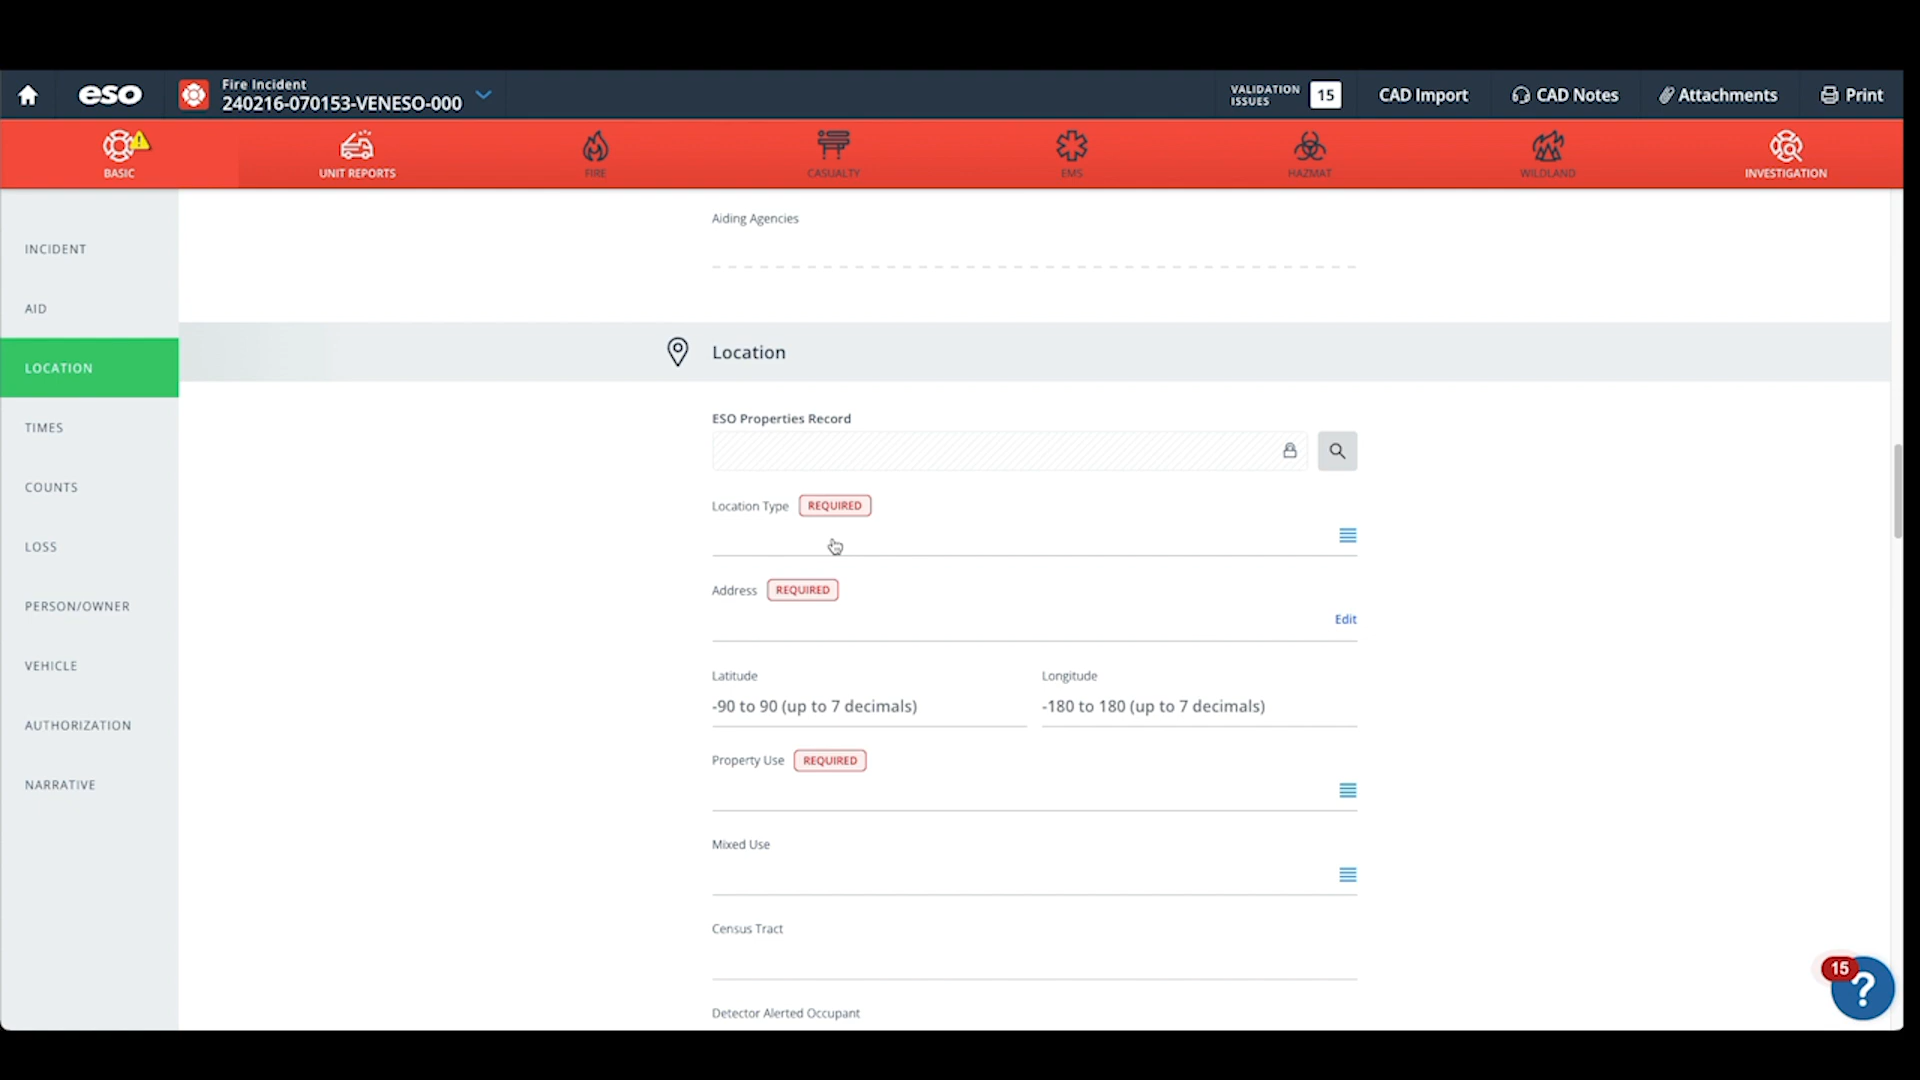 eso
Fire Incident
240216-070153-VENESO-000
VALIDATION
ISSUES
15
CAD Import
CAD Notes
Attachments
Print
BASIC
UNIT REPORTS
FIRE
CASUALTY
EMS
HAZMAT
WILDLAND
INVESTIGATION
INCIDENT
AID
LOCATION
TIMES
COUNTS
LOSS
PERSON/OWNER
VEHICLE
AUTHORIZATION
NARRATIVE
Aiding Agencies
Location
ESO Properties Record
Location Type REQUIRED
Address REQUIRED
Edit
Latitude
Longitude
-90 to 90 (up to 7 decimals)
-180 to 180 (up to 7 decimals)
Property Use REQUIRED
Mixed Use
Census Tract
Detector Alerted Occupant
15
?